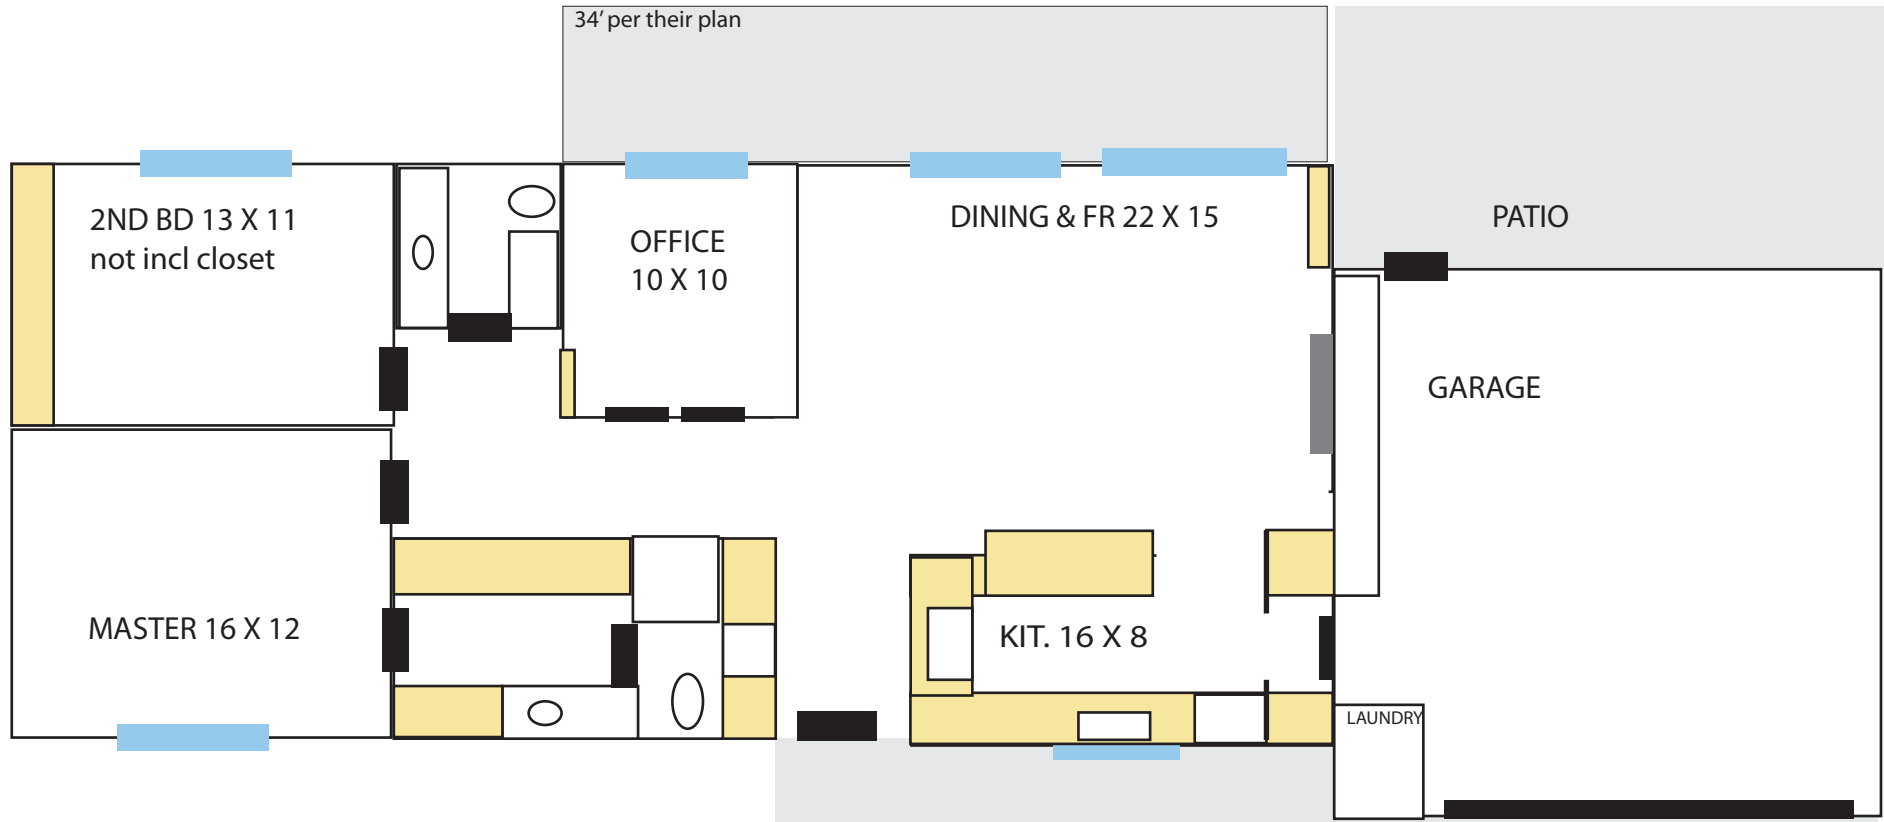 34’ per their plan
2ND BD 13 X 11
not incl closet
OFFICE
10 X 10
DINING & FR 22 X 15
PATIO
GARAGE
MASTER 16 X 12
KIT. 16 X 8
LAUNDRY